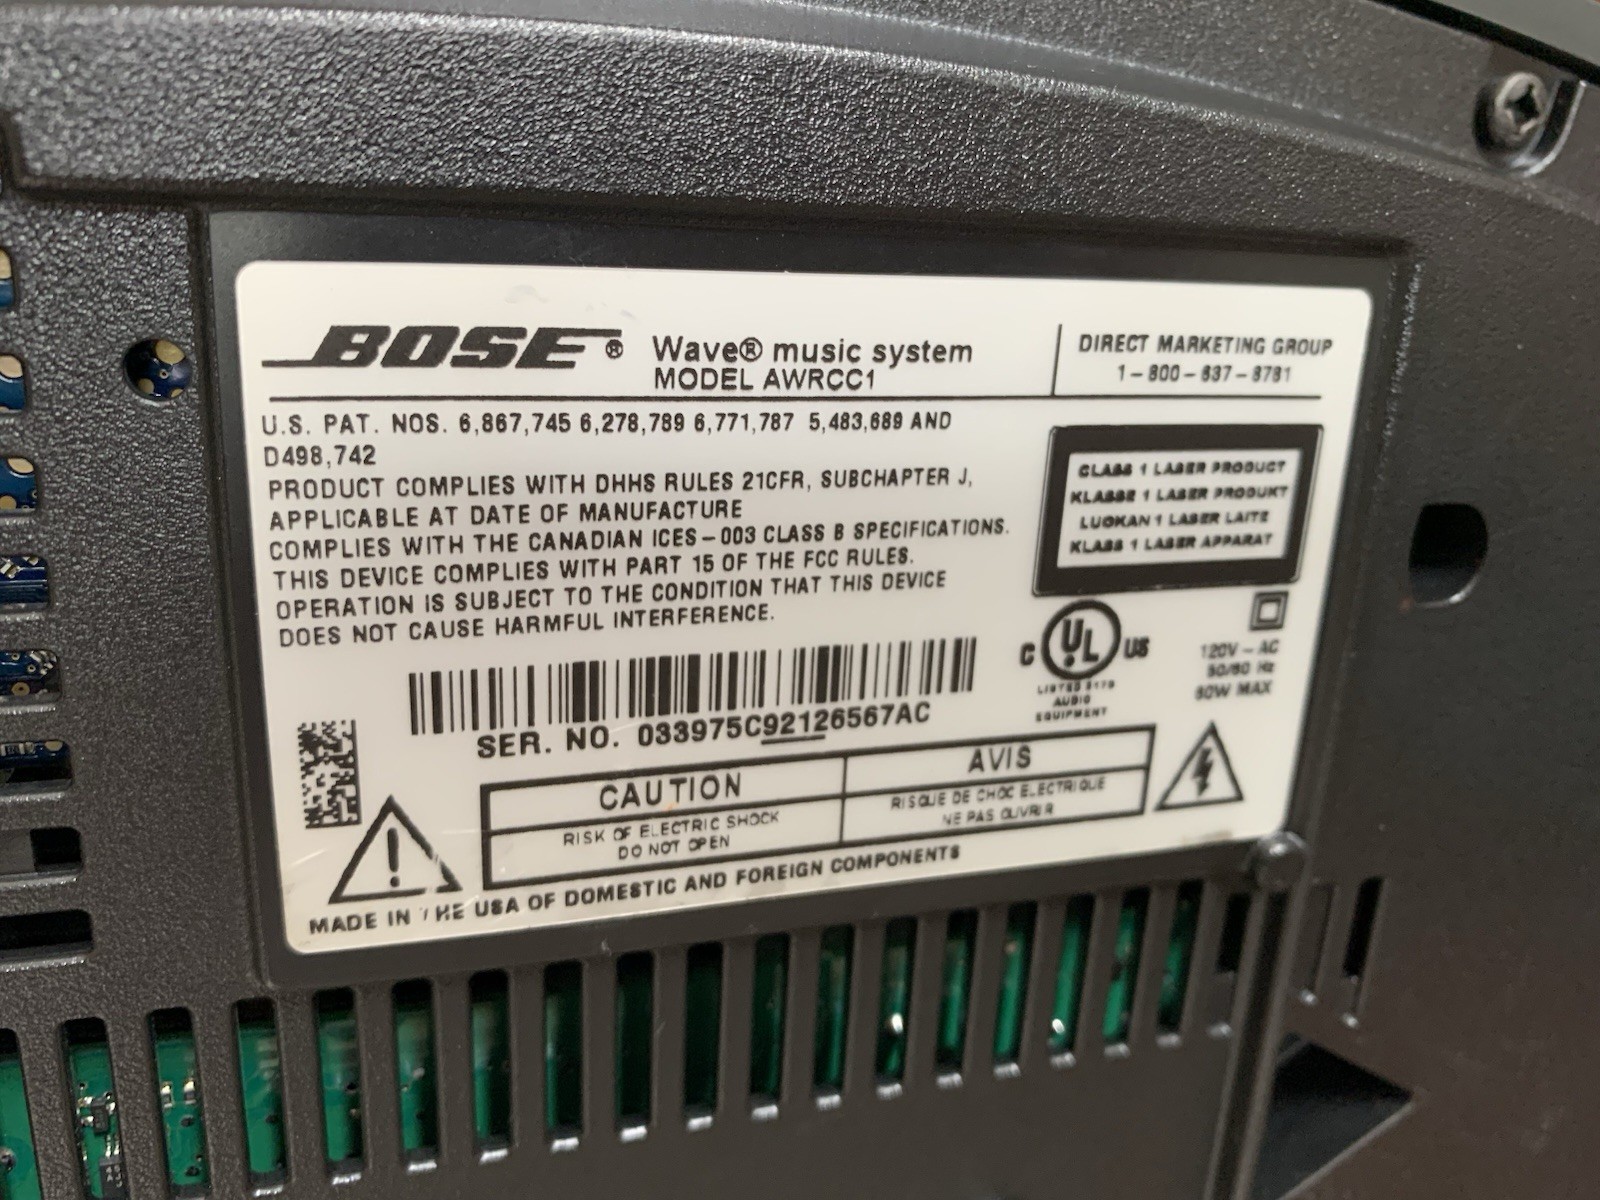 BOSE® Wave® music system
MODEL AWRCC1
DIRECT MARKETING GROUP
1-800-637-8781
U.S. PAT. NOS. 6,867,745 6,278,789 6,771,787 5,483,689 AND
D498,742
PRODUCT COMPLIES WITH DHHS RULES 21CFR, SUBCHAPTER J,
APPLICABLE AT DATE OF MANUFACTURE
COMPLIES WITH THE CANADIAN ICES-003 CLASS B SPECIFICATIONS.
THIS DEVICE COMPLIES WITH PART 15 OF THE FCC RULES.
OPERATION IS SUBJECT TO THE CONDITION THAT THIS DEVICE
DOES NOT CAUSE HARMFUL INTERFERENCE.
CLASS 1 LASER PRODUCT
KLASSE 1 LASER PRODUKT
LUOKAN 1 LASER LAITE
KLASS 1 LASER APPARAT
C UL US
LISTED
AUDIO
EQUIPMENT
120V - AC
50/60 Hz
60W MAX
SER. NO. 033975C92126567AC
CAUTION
RISK OF ELECTRIC SHOCK
DO NOT OPEN
AVIS
RISQUE DE CHOC ELECTRIQUE
NE PAS OUVRIR
MADE IN THE USA OF DOMESTIC AND FOREIGN COMPONENTS